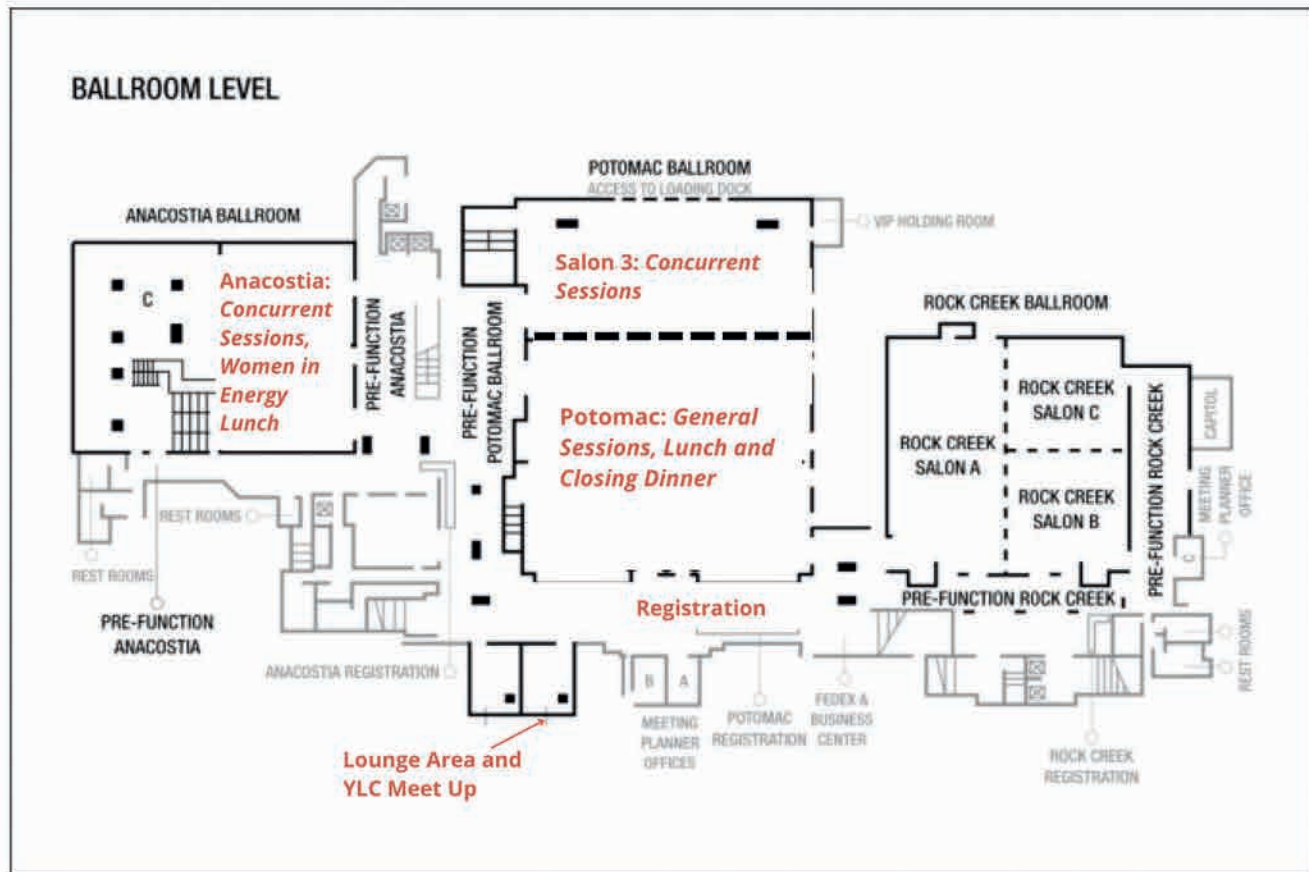 BALLROOM LEVEL
POTOMAC BALLROOM
ACCESS TO LOADING DOCK
ANACOSTIA BALLROOM
VIP HOLDING ROOM
Salon 3: Concurrent
Sessions
Anacostia:
Concurrent
Sessions,
Women in
Energy
Lunch
C
PRE-FUNCTION
ANACOSTIA
PRE-FUNCTION
POTOMAC BALLROOM
ROCK CREEK BALLROOM
Potomac: General
Sessions, Lunch and
Closing Dinner
ROCK CREEK
SALON A
ROCK CREEK
SALON C
ROCK CREEK
SALON B
PRE-FUNCTION ROCK CREEK
CAPITOL
MEETING
PLANNER
OFFICE
C
REST ROOMS
REST ROOMS
PRE-FUNCTION
ANACOSTIA
Registration
PRE-FUNCTION ROCK CREEK
REST ROOMS
ANACOSTIA REGISTRATION
B
A
MEETING
PLANNER
OFFICES
POTOMAC
REGISTRATION
FEDEX &
BUSINESS
CENTER
ROCK CREEK
REGISTRATION
Lounge Area and
YLC Meet Up